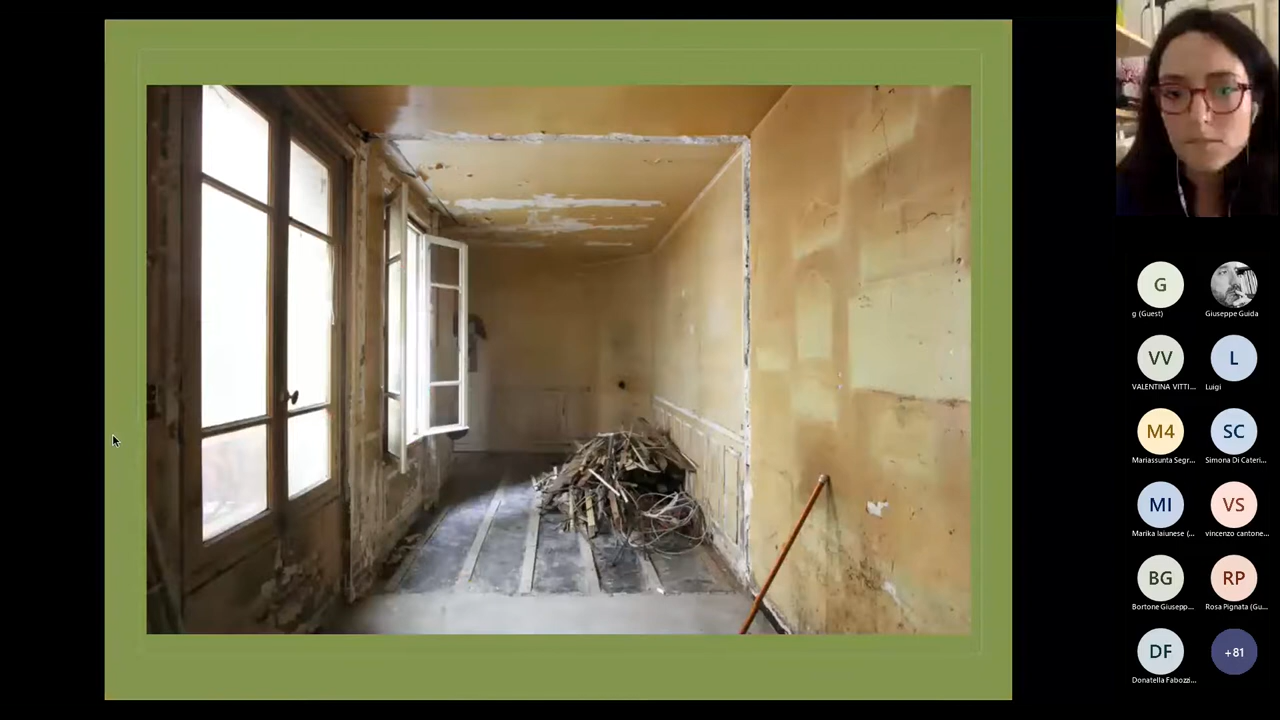 G
g (Guest)
Giuseppe Guida
VV
VALENTINA VITTI...
L
Luigi
M4
Mariassunta Segr...
SC
Simona Di Cateri...
MI
Marika Iaiunese (...
VS
vincenzo cantone...
BG
Bortone Giusepp...
RP
Rosa Pignata (Gu...
DF
Donatella Fabozzi...
+81